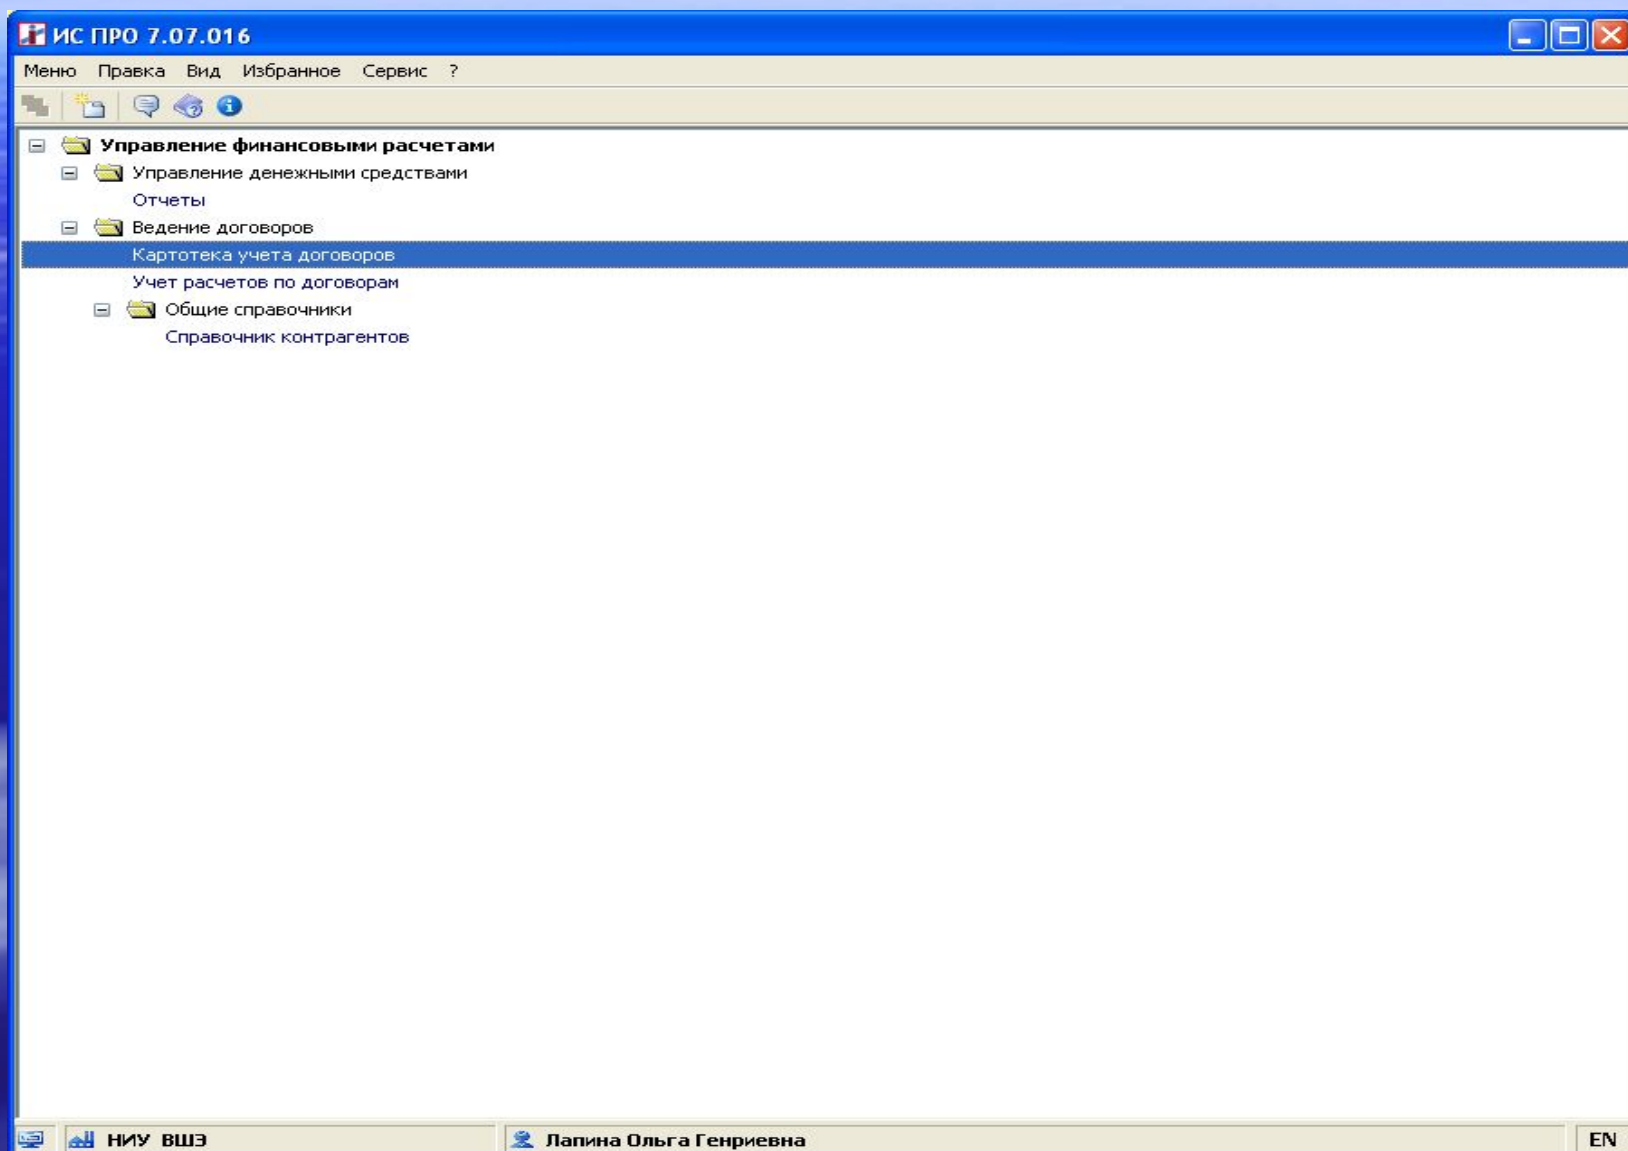 ИС ПРО 7.07.016
Меню Правка Вид Избранное Сервис ?
Управление финансовыми расчетами
Управление денежными средствами
Отчеты
Ведение договоров
Картотека учета договоров
Учет расчетов по договорам
Общие справочники
Справочник контрагентов
НИУ ВШЭ Лапина Ольга Генриевна EN